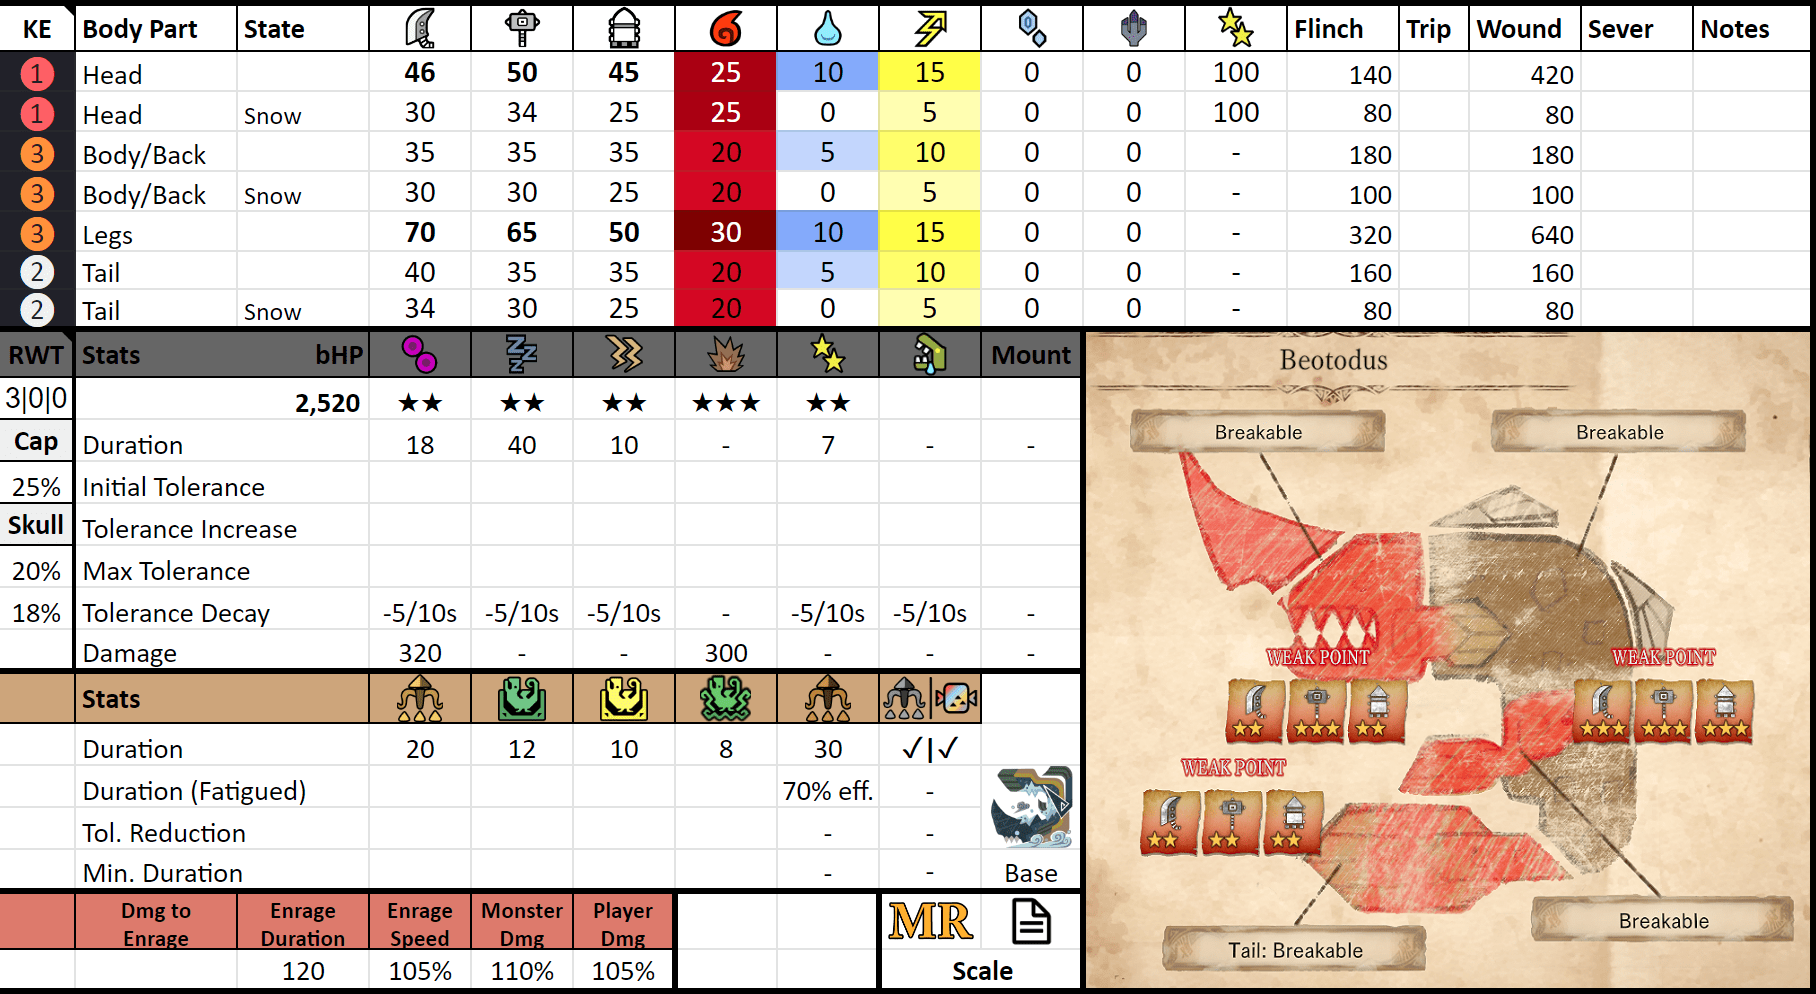 KE Body Part State Flinch Trip Wound Sever Notes
1 Head 46 50 45 25 10 15 0 0 100 140 420
1 Head Snow 30 34 25 25 0 5 0 0 100 80 80
3 Body/Back 35 35 35 20 5 10 0 0 - 180 180
3 Body/Back Snow 30 30 25 20 0 5 0 0 - 100 100
3 Legs 70 65 50 30 10 15 0 0 - 320 640
2 Tail 40 35 35 20 5 10 0 0 - 160 160
2 Tail Snow 34 30 25 20 0 5 0 0 - 80 80
RWT Stats bHP Mount
3|0|0 2,520 ★★ ★★ ★★ ★★★ ★★
Cap Duration 18 40 10 - 7 - -
25% Initial Tolerance
Skull Tolerance Increase
20% Max Tolerance
18% Tolerance Decay -5/10s -5/10s -5/10s - -5/10s -5/10s -
Damage 320 - - 300 - - -
Stats
Duration 20 12 10 8 30 ✓|✓
Duration (Fatigued) 70% eff. -
Tol. Reduction - -
Min. Duration - - Base
Dmg to Enrage
Enrage Duration
Enrage Speed
Monster Dmg
Player Dmg
MR
120 105% 110% 105% Scale
Beotodus
Breakable
Breakable
WEAK POINT
WEAK POINT
WEAK POINT
Breakable
Tail: Breakable